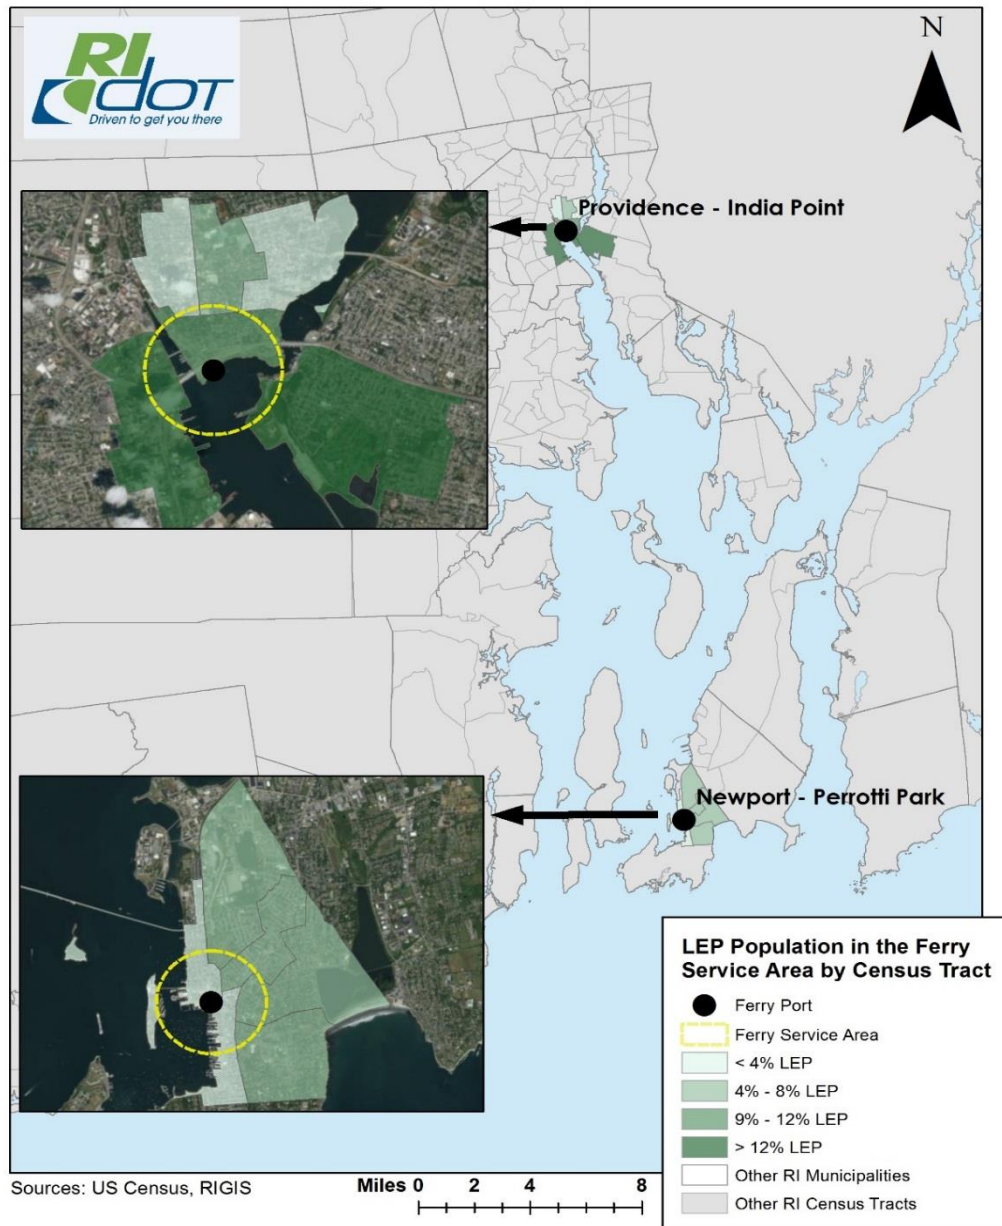 RI
DOT
Driven to get you there
N
Providence - India Point
Newport - Perrotti Park
LEP Population in the Ferry
Service Area by Census Tract
Ferry Port
Ferry Service Area
< 4% LEP
4% - 8% LEP
9% - 12% LEP
> 12% LEP
Other RI Municipalities
Other RI Census Tracts
Sources: US Census, RIGIS
Miles 0 2 4 8